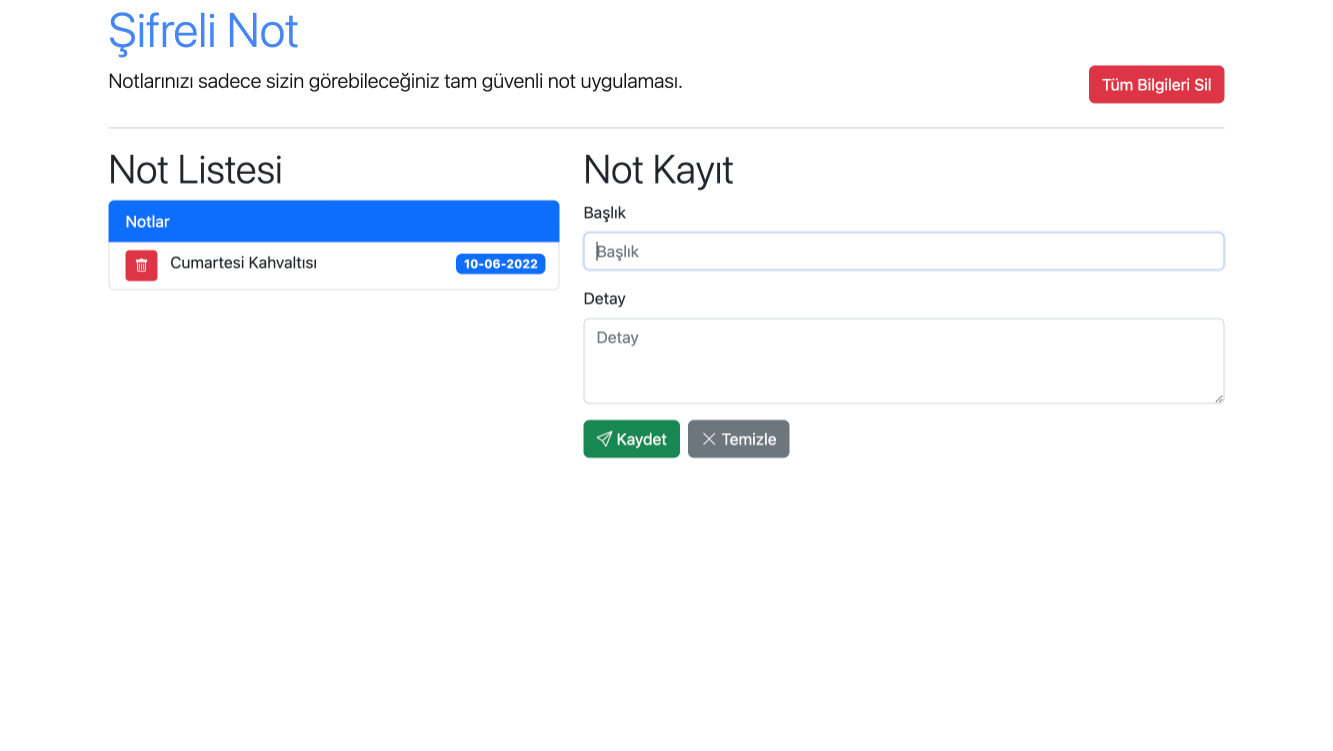 Şifreli Not
Notlarınızı sadece sizin görebileceğiniz tam güvenli not uygulaması.
Tüm Bilgileri Sil
Not Listesi
Notlar
Cumartesi Kahvaltısı
10-06-2022
Not Kayıt
Başlık
Başlık
Detay
Detay
Kaydet
Temizle